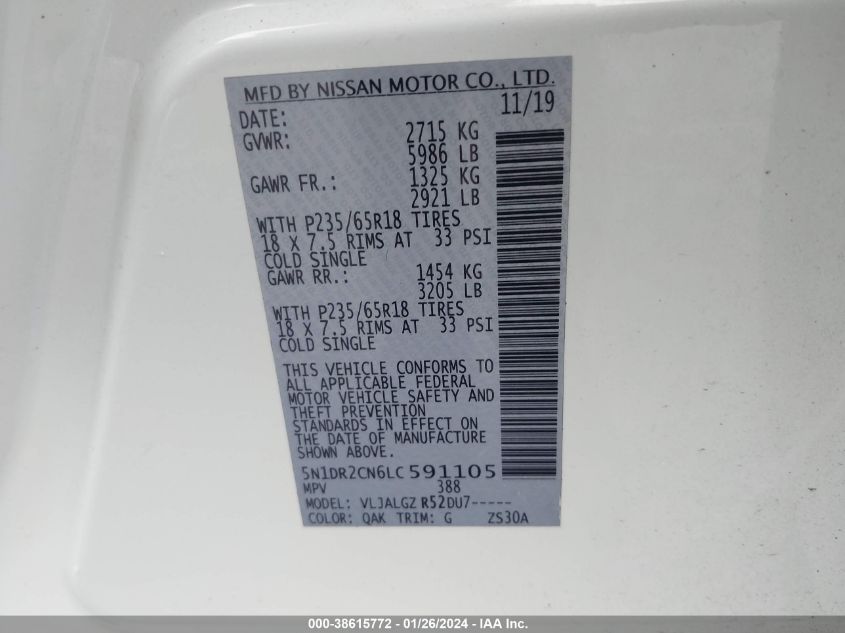 MFD BY NISSAN MOTOR CO., LTD.
DATE: 11/19
GVWR: 2715 KG
5986 LB
GAWR FR.: 1325 KG
2921 LB
WITH P235/65R18 TIRES
18 X 7.5 RIMS AT 33 PSI
COLD SINGLE
GAWR RR.: 1454 KG
3205 LB
WITH P235/65R18 TIRES
18 X 7.5 RIMS AT 33 PSI
COLD SINGLE
THIS VEHICLE CONFORMS TO
ALL APPLICABLE FEDERAL
MOTOR VEHICLE SAFETY AND
THEFT PREVENTION
STANDARDS IN EFFECT ON
THE DATE OF MANUFACTURE
SHOWN ABOVE.
5N1DR2CN6LC591105
MPV 388
MODEL: VLJALGZ R52DU7-----
COLOR: QAK TRIM: G ZS30A
000-38615772 - 01/26/2024 - IAA Inc.